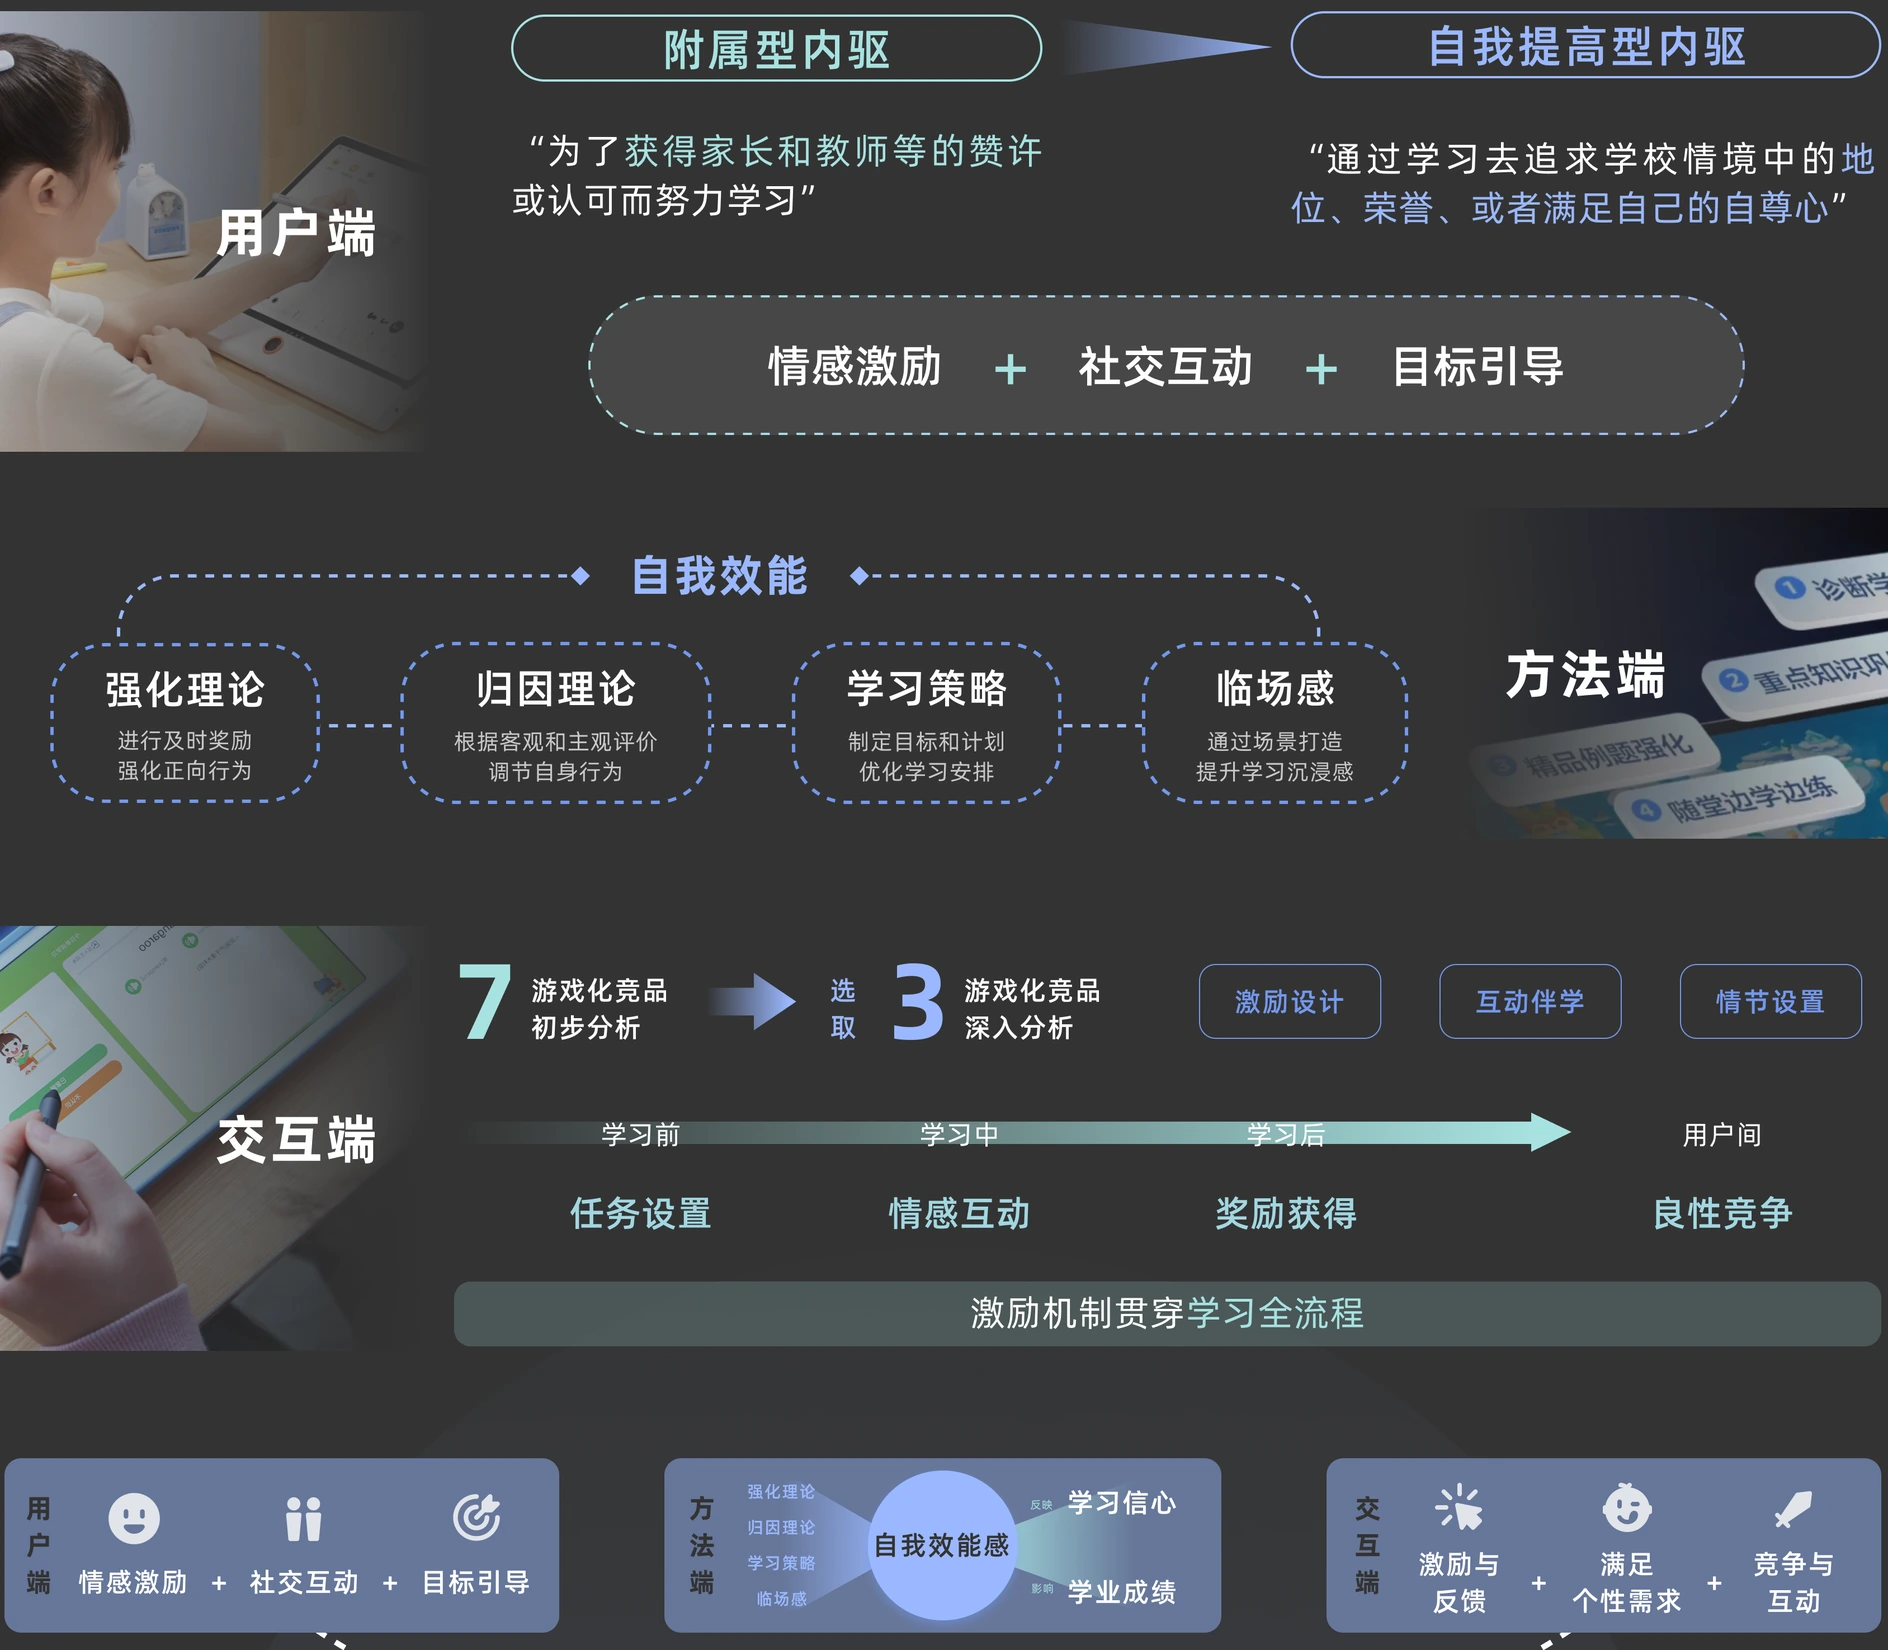 附属型内驱
自我提高型内驱
“为了获得家长和教师等的赞许
或认可而努力学习”
“通过学习去追求学校情境中的地
位、荣誉、或者满足自己的自尊心”
用户端
情感激励 + 社交互动 + 目标引导
自我效能
强化理论
进行及时奖励
强化正向行为
归因理论
根据客观和主观评价
调节自身行为
学习策略
制定目标和计划
优化学习安排
临场感
通过场景打造
提升学习沉浸感
方法端
1 诊断学
2 重点知识巩
3 精品例题强化
4 随堂边学边练
7 游戏化竞品
初步分析
选取
3 游戏化竞品
深入分析
激励设计
互动伴学
情节设置
交互端
学习前
学习中
学习后
用户间
任务设置
情感互动
奖励获得
良性竞争
激励机制贯穿学习全流程
用户端
情感激励 + 社交互动 + 目标引导
方法端
强化理论
归因理论
学习策略
临场感
自我效能感
反映 学习信心
影响 学业成绩
交互端
激励与
反馈
+
满足
个性需求
+
竞争与
互动